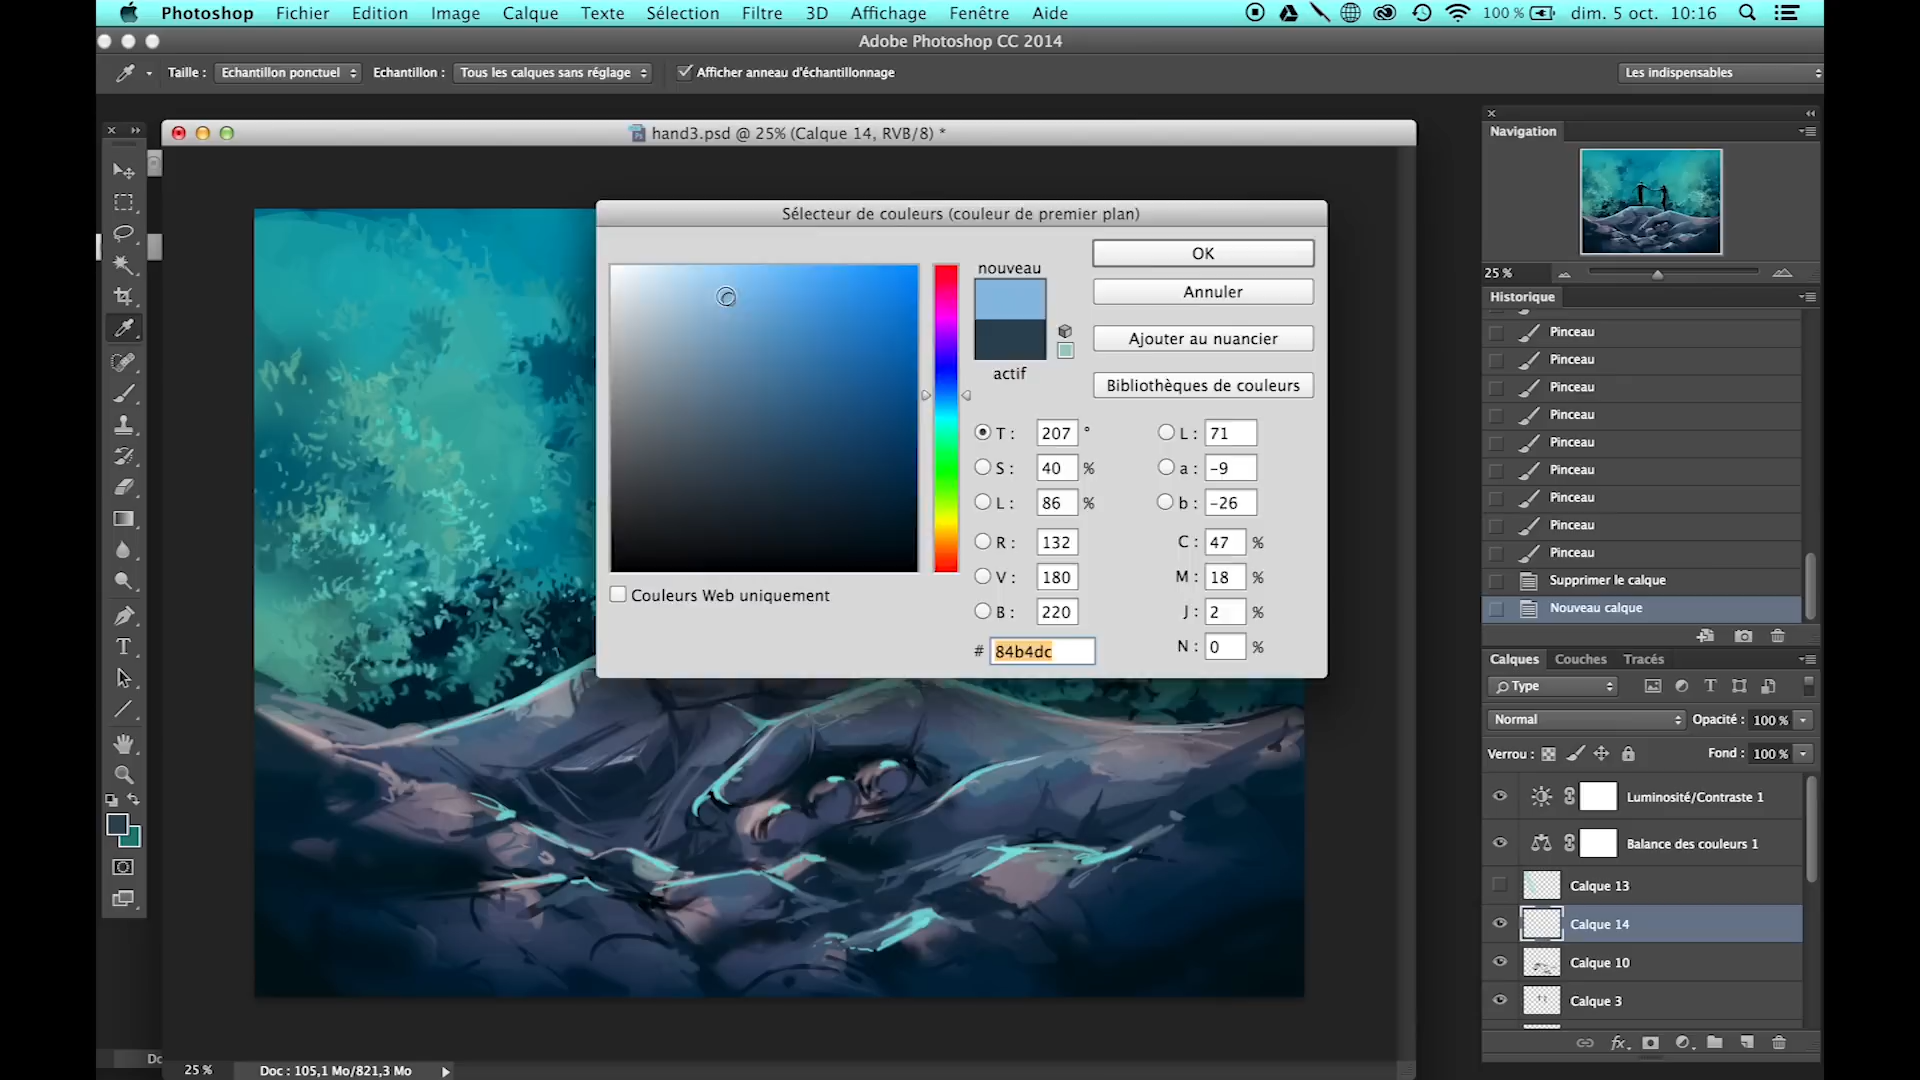 Photoshop Fichier Edition Image Calque Texte Sélection Filtre 3D Affichage Fenêtre Aide 100 % dim. 5 oct. 10:16
Adobe Photoshop CC 2014
Taille : Echantillon ponctuel Echantillon : Tous les calques sans réglage Afficher anneau d'échantillonnage Les indispensables
hand3.psd @ 25% (Calque 14, RVB/8) *
Sélecteur de couleurs (couleur de premier plan)
nouveau
actif
OK
Annuler
Ajouter au nuancier
Bibliothèques de couleurs
T : 207 ° L : 71
S : 40 % a : -9
L : 86 % b : -26
R : 132 C : 47 %
V : 180 M : 18 %
B : 220 J : 2 %
# 84b4dc N : 0 %
Couleurs Web uniquement
Navigation
25 %
Historique
Pinceau
Pinceau
Pinceau
Pinceau
Pinceau
Pinceau
Pinceau
Pinceau
Pinceau
Supprimer le calque
Nouveau calque
Calques Couches Tracés
Type
Normal Opacité : 100 %
Verrou : Fond : 100 %
Luminosité/Contraste 1
Balance des couleurs 1
Calque 13
Calque 14
Calque 10
Calque 3
fx
T
Do
25 % Doc : 105,1 Mo/821,3 Mo